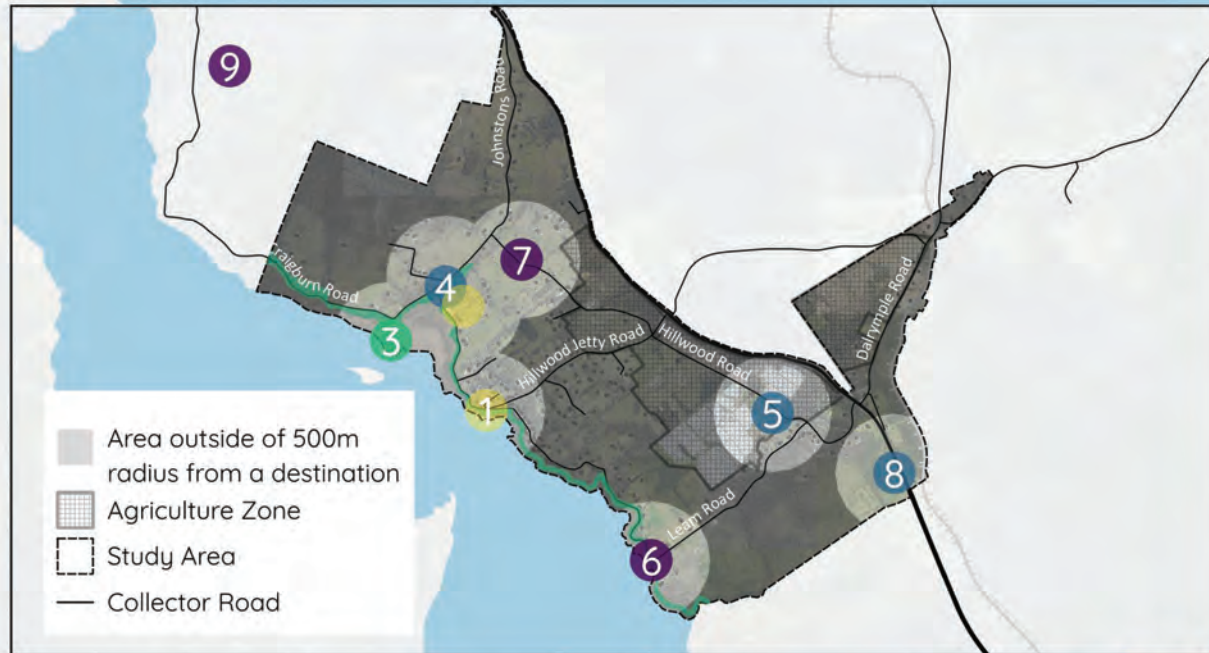 9
Johnstons Road
7
4
Craigburn Road
3
Hillwood Jetty Road
Hillwood Road
Dalrymple Road
1
5
8
Leam Road
6
Area outside of 500m
radius from a destination
Agriculture Zone
Study Area
Collector Road